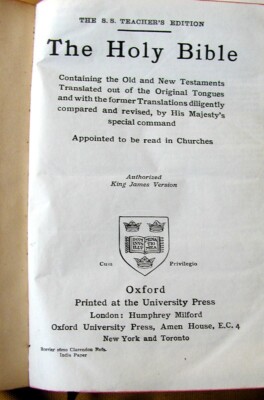 THE S. S. TEACHER'S EDITION
The Holy Bible
Containing the Old and New Testaments
Translated out of the Original Tongues
and with the former Translations diligently
compared and revised, by His Majesty's
special command
Appointed to be read in Churches
Authorized
King James Version
Cum Privilegio
Oxford
Printed at the University Press
London: Humphrey Milford
Oxford University Press, Amen House, E.C. 4
New York and Toronto
Clarendon Refs.
India Paper